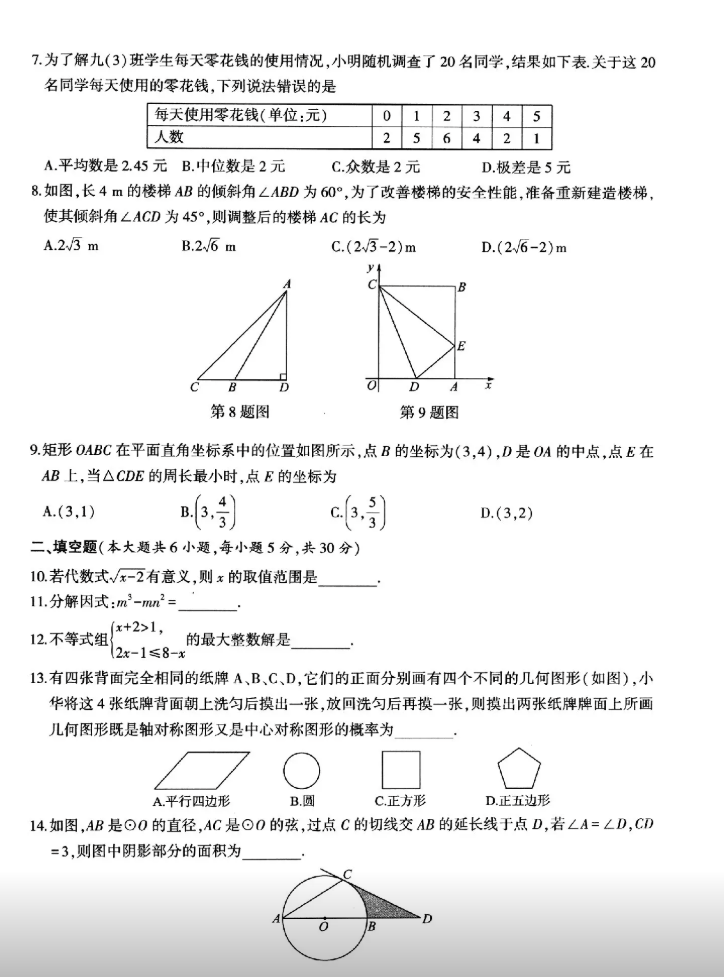 7.为了解九(3)班学生每天零花钱的使用情况,小明随机调查了20名同学,结果如下表.关于这20
名同学每天使用的零花钱,下列说法错误的是
每天使用零花钱(单位:元) 0 1 2 3 4 5
人数 2 5 6 4 2 1
A.平均数是2.45元 B.中位数是2元 C.众数是2元 D.极差是5元
8.如图,长4 m的楼梯AB的倾斜角∠ABD为60°,为了改善楼梯的安全性能,准备重新建造楼梯,
使其倾斜角∠ACD为45°,则调整后的楼梯AC的长为
A.2√3 m B.2√6 m C.(2√3-2)m D.(2√6-2)m
A
C B D
第8题图
y
C B
E
O D A x
第9题图
9.矩形OABC在平面直角坐标系中的位置如图所示,点B的坐标为(3,4),D是OA的中点,点E在
AB上,当△CDE的周长最小时,点E的坐标为
A.(3,1) B.(3,4/3) C.(3,5/3) D.(3,2)
二、填空题(本大题共6小题,每小题5分,共30分)
10.若代数式√x-2有意义,则x的取值范围是______.
11.分解因式:m³-mn²=______.
12.不等式组{x+2>1, 2x-1≤8-x 的最大整数解是______.
13.有四张背面完全相同的纸牌A、B、C、D,它们的正面分别画有四个不同的几何图形(如图),小
华将这4张纸牌背面朝上洗匀后摸出一张,放回洗匀后再摸一张,则摸出两张纸牌牌面上所画
几何图形既是轴对称图形又是中心对称图形的概率为______.
A.平行四边形 B.圆 C.正方形 D.正五边形
14.如图,AB是⊙O的直径,AC是⊙O的弦,过点C的切线交AB的延长线于点D,若∠A=∠D,CD
=3,则图中阴影部分的面积为______.
C
A O B D